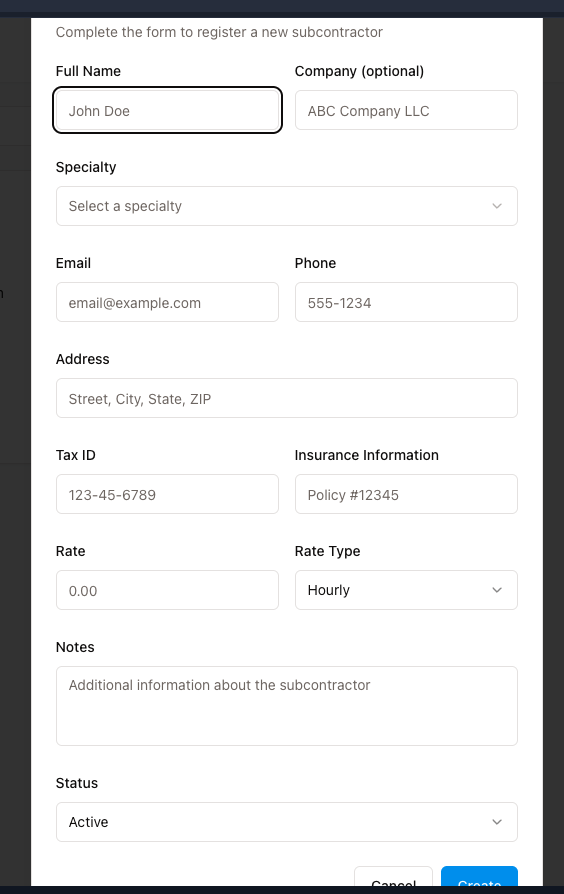 Complete the form to register a new subcontractor
Full Name
Company (optional)
John Doe
ABC Company LLC
Specialty
Select a specialty
Email
Phone
email@example.com
555-1234
Address
Street, City, State, ZIP
Tax ID
Insurance Information
123-45-6789
Policy #12345
Rate
Rate Type
0.00
Hourly
Notes
Additional information about the subcontractor
Status
Active
Cancel
Create